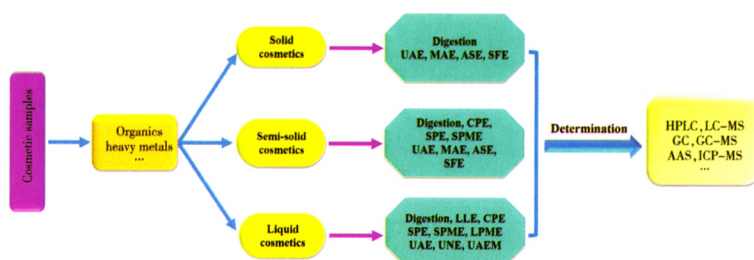 Cosmetic samples
Organics
heavy metals
...
Solid
cosmetics
Digestion
UAE, MAE, ASE, SFE
Semi-solid
cosmetics
Digestion, CPE,
SPE, SPME
UAE, MAE, ASE,
SFE
Liquid
cosmetics
Digestion, LLE, CPE
SPE, SPME, LPME
UAE, UNE, UAEM
Determination
HPLC, LC-MS
GC, GC-MS
AAS, ICP-MS
...